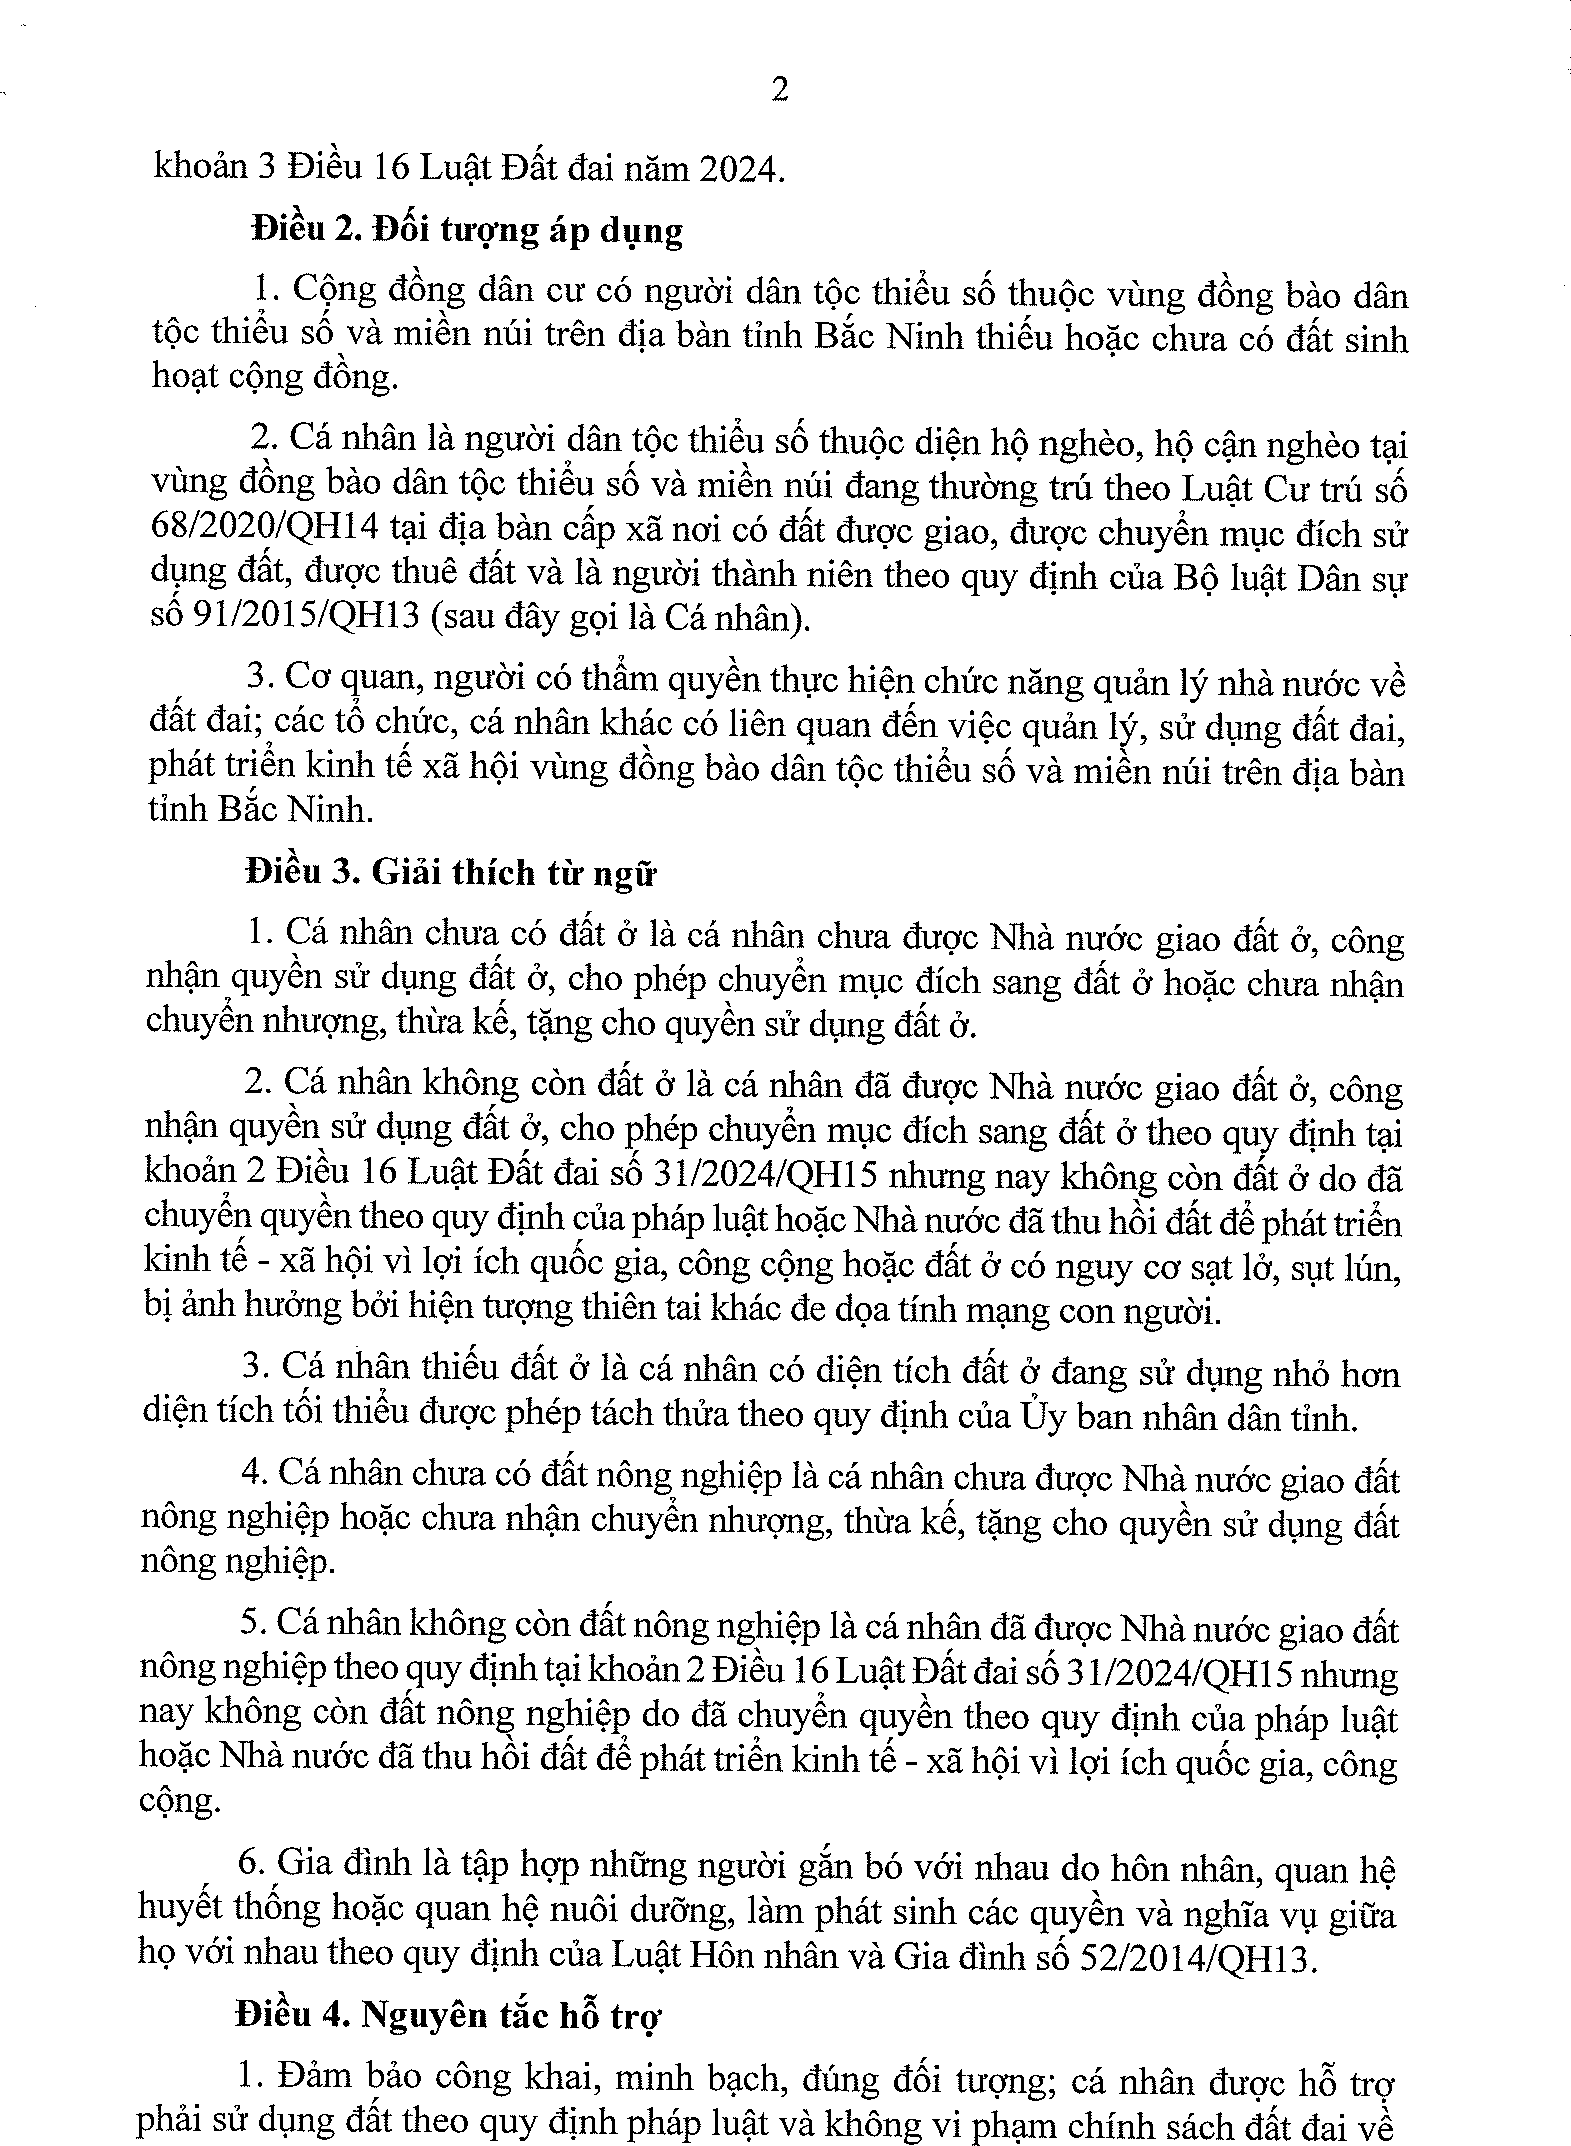 2
khoản 3 Điều 16 Luật Đất đai năm 2024.
Điều 2. Đối tượng áp dụng
1. Cộng đồng dân cư có người dân tộc thiểu số thuộc vùng đồng bào dân
tộc thiểu số và miền núi trên địa bàn tỉnh Bắc Ninh thiếu hoặc chưa có đất sinh
hoạt cộng đồng.
2. Cá nhân là người dân tộc thiểu số thuộc diện hộ nghèo, hộ cận nghèo tại
vùng đồng bào dân tộc thiểu số và miền núi đang thường trú theo Luật Cư trú số
68/2020/QH14 tại địa bàn cấp xã nơi có đất được giao, được chuyển mục đích sử
dụng đất, được thuê đất và là người thành niên theo quy định của Bộ luật Dân sự
số 91/2015/QH13 (sau đây gọi là Cá nhân).
3. Cơ quan, người có thẩm quyền thực hiện chức năng quản lý nhà nước về
đất đai; các tổ chức, cá nhân khác có liên quan đến việc quản lý, sử dụng đất đai,
phát triển kinh tế xã hội vùng đồng bào dân tộc thiểu số và miền núi trên địa bàn
tỉnh Bắc Ninh.
Điều 3. Giải thích từ ngữ
1. Cá nhân chưa có đất ở là cá nhân chưa được Nhà nước giao đất ở, công
nhận quyền sử dụng đất ở, cho phép chuyển mục đích sang đất ở hoặc chưa nhận
chuyển nhượng, thừa kế, tặng cho quyền sử dụng đất ở.
2. Cá nhân không còn đất ở là cá nhân đã được Nhà nước giao đất ở, công
nhận quyền sử dụng đất ở, cho phép chuyển mục đích sang đất ở theo quy định tại
khoản 2 Điều 16 Luật Đất đai số 31/2024/QH15 nhưng nay không còn đất ở do đã
chuyển quyền theo quy định của pháp luật hoặc Nhà nước đã thu hồi đất để phát triển
kinh tế - xã hội vì lợi ích quốc gia, công cộng hoặc đất ở có nguy cơ sạt lở, sụt lún,
bị ảnh hưởng bởi hiện tượng thiên tai khác đe dọa tính mạng con người.
3. Cá nhân thiếu đất ở là cá nhân có diện tích đất ở đang sử dụng nhỏ hơn
diện tích tối thiểu được phép tách thửa theo quy định của Ủy ban nhân dân tỉnh.
4. Cá nhân chưa có đất nông nghiệp là cá nhân chưa được Nhà nước giao đất
nông nghiệp hoặc chưa nhận chuyển nhượng, thừa kế, tặng cho quyền sử dụng đất
nông nghiệp.
5. Cá nhân không còn đất nông nghiệp là cá nhân đã được Nhà nước giao đất
nông nghiệp theo quy định tại khoản 2 Điều 16 Luật Đất đai số 31/2024/QH15 nhưng
nay không còn đất nông nghiệp do đã chuyển quyền theo quy định của pháp luật
hoặc Nhà nước đã thu hồi đất để phát triển kinh tế - xã hội vì lợi ích quốc gia, công
cộng.
6. Gia đình là tập hợp những người gắn bó với nhau do hôn nhân, quan hệ
huyết thống hoặc quan hệ nuôi dưỡng, làm phát sinh các quyền và nghĩa vụ giữa
họ với nhau theo quy định của Luật Hôn nhân và Gia đình số 52/2014/QH13.
Điều 4. Nguyên tắc hỗ trợ
1. Đảm bảo công khai, minh bạch, đúng đối tượng; cá nhân được hỗ trợ
phải sử dụng đất theo quy định pháp luật và không vi phạm chính sách đất đai về